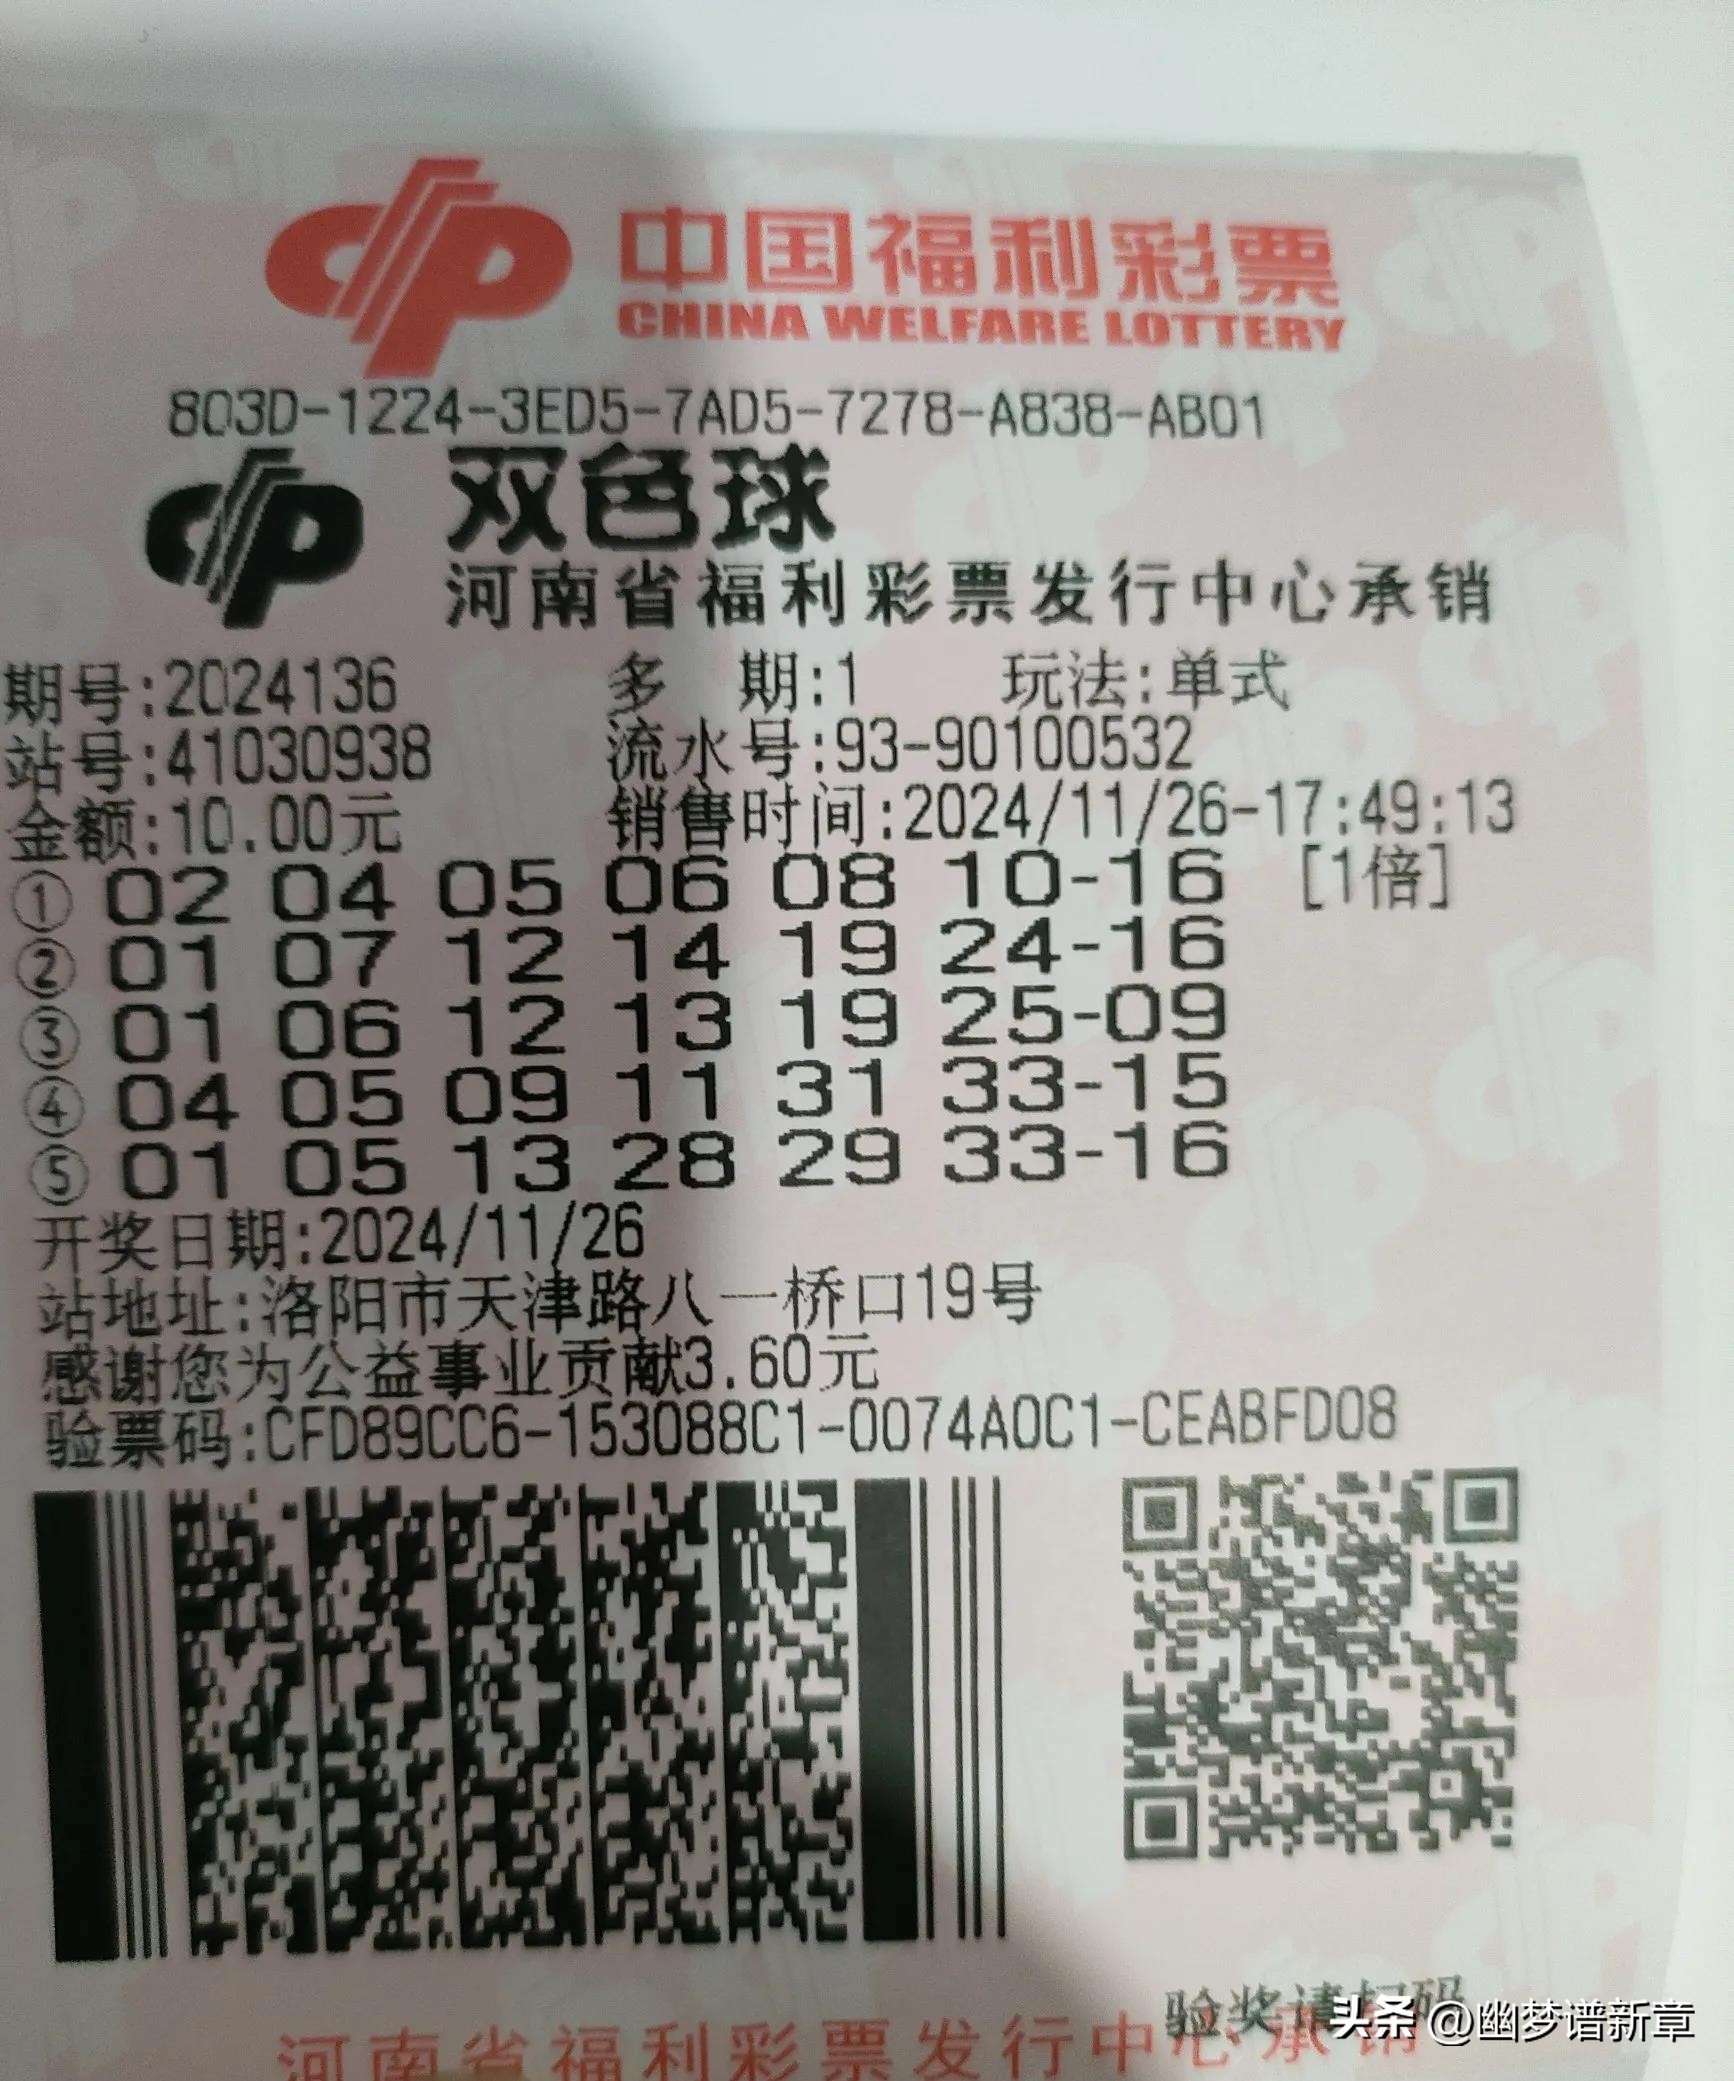 中国福利彩票
CHINA WELFARE LOTTERY
803D-1224-3ED5-7AD5-7278-A838-AB01
双色球
河南省福利彩票发行中心承销
期号:2024136 多 期:1 玩法:单式
站号:41030938 流水号:93-90100532
金额:10.00元 销售时间:2024/11/26-17:49:13
① 02 04 05 06 08 10-16 [1倍]
② 01 07 12 14 19 24-16
③ 01 06 12 13 19 25-09
④ 04 05 09 11 31 33-15
⑤ 01 05 13 28 29 33-16
开奖日期:2024/11/26
站地址:洛阳市天津路八一桥口19号
感谢您为公益事业贡献3.60元
验票码:CFD89CC6-153088C1-0074A0C1-CEABFD08
验奖请扫码
河南省福利彩票发行中心承销
头条 @幽梦谱新章